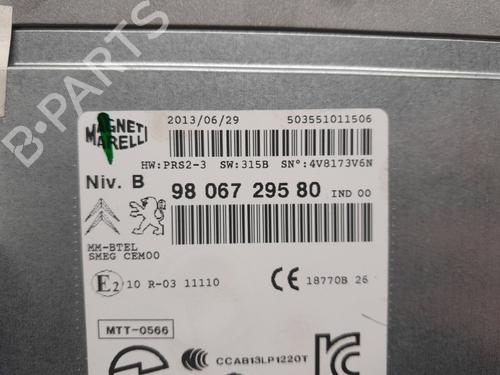 B-PARTS
MAGNETI
MARELLI
2013/06/29 503551011506
HW:PRS2-3 SW:315B SN°:4V8173V6N
Niv. B 98 067 295 80 IND 00
MM-BTEL
SMEG CEM00
E2 10 R-03 11110 CE 18770B 26
MTT-0566
CCAB13LP1220T